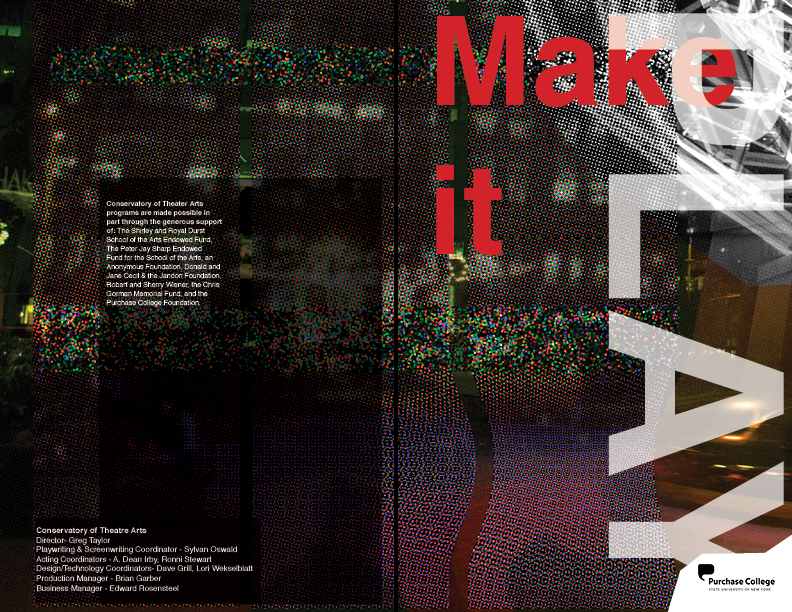 Make
it
PLAY
Conservatory of Theater Arts
programs are made possible in
part through the generous support
of: The Shirley and Royal Durst
School of the Arts Endowed Fund,
The Peter Jay Sharp Endowed
Fund for the School of the Arts, an
Anonymous Foundation, Donald and
Jane Cecil & the Jandon Foundation,
Robert and Sherry Wiener, the Chris
Gorman Memorial Fund, and the
Purchase College Foundation.
Conservatory of Theatre Arts
Director- Greg Taylor
Playwriting & Screenwriting Coordinator - Sylvan Oswald
Acting Coordinators - A. Dean Irby, Ronni Stewart
Design/Technology Coordinators- Dave Grill, Lori Wekselblatt
Production Manager - Brian Garber
Business Manager - Edward Rosensteel
Purchase College
STATE UNIVERSITY OF NEW YORK